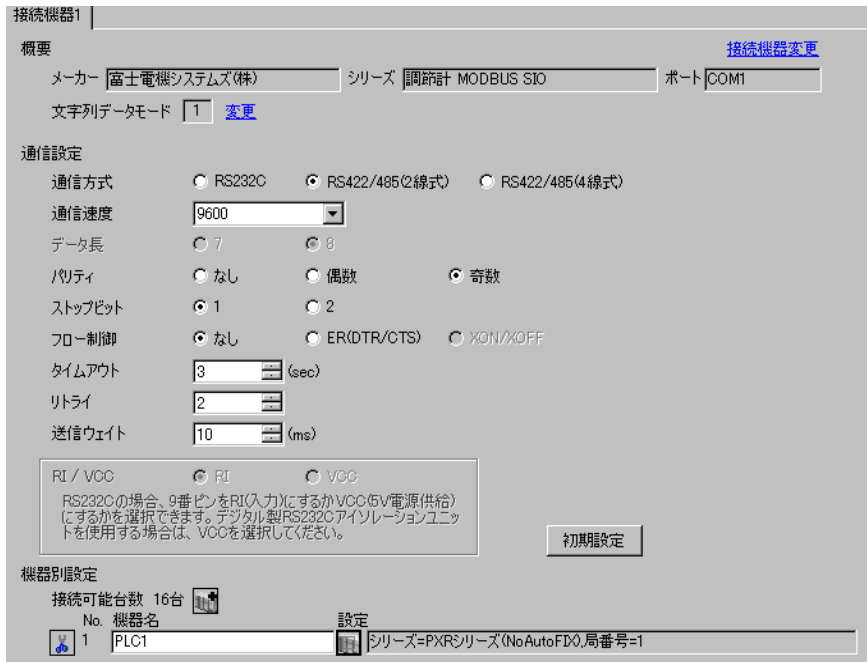 接続機器1
概要 接続機器変更
メーカー 富士電機システムズ(株) シリーズ 調節計 MODBUS SIO ポート COM1
文字列データモード 1 変更
通信設定
通信方式 RS232C RS422/485(2線式) RS422/485(4線式)
通信速度 9600
データ長 7 8
パリティ なし 偶数 奇数
ストップビット 1 2
フロー制御 なし ER(DTR/CTS) XON/XOFF
タイムアウト 3 (sec)
リトライ 2
送信ウェイト 10 (ms)
RI / VCC RI VCC
RS232Cの場合、9番ピンをRI(入力)にするかVCC(5V電源供給)
にするかを選択できます。デジタル製RS232Cアイソレーションユニッ
トを使用する場合は、VCCを選択してください。
初期設定
機器別設定
接続可能台数 16台
No. 機器名 設定
1 PLC1 シリーズ=PXRシリーズ(NoAutoFIX),局番号=1